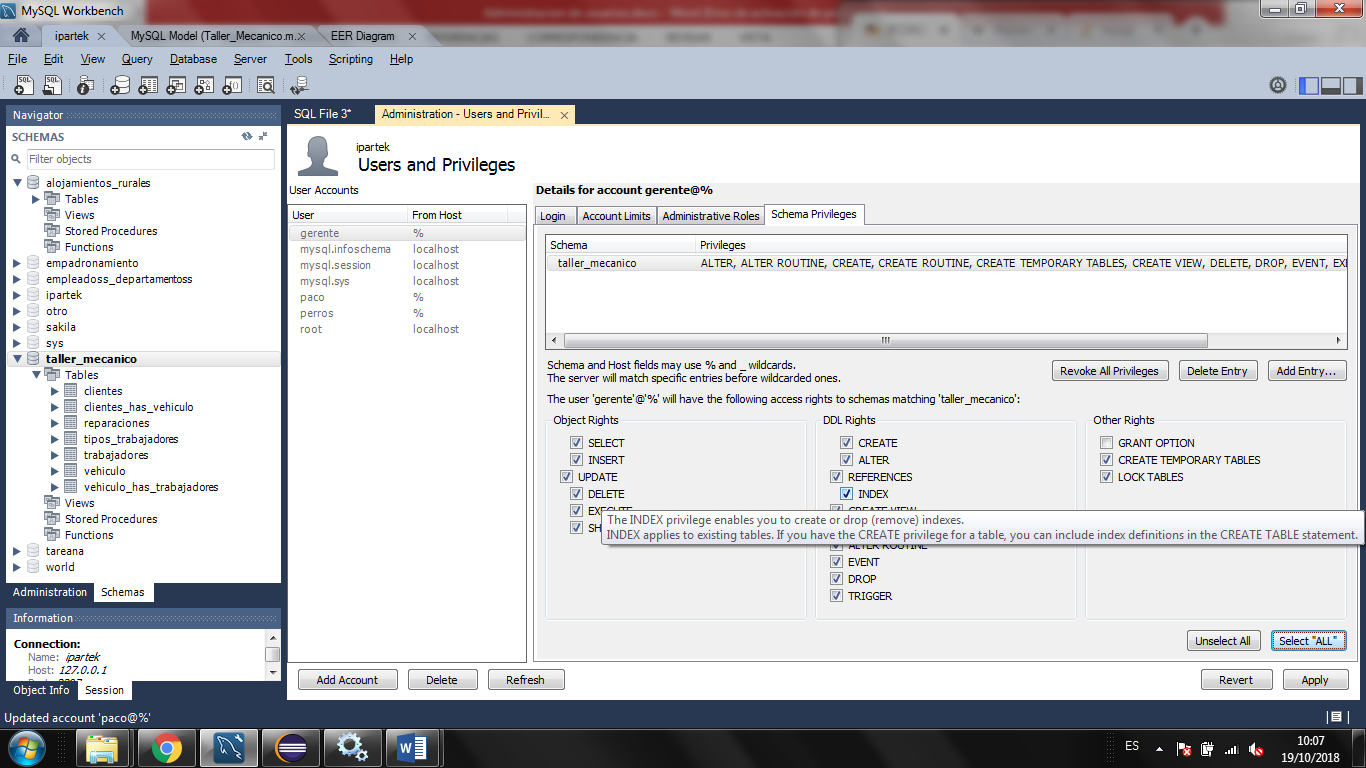 MySQL Workbench
ipartek
MySQL Model (Taller_Mecanico.m...
EER Diagram
File Edit View Query Database Server Tools Scripting Help
Navigator
SCHEMAS
Filter objects
alojamientos_rurales
Tables
Views
Stored Procedures
Functions
empadronamiento
empleadoss_departamentoss
ipartek
otro
sakila
sys
taller_mecanico
Tables
clientes
clientes_has_vehiculo
reparaciones
tipos_trabajadores
trabajadores
vehiculo
vehiculo_has_trabajadores
Views
Stored Procedures
Functions
tareana
world
Administration Schemas
Information
Connection:
Name: ipartek
Host: 127.0.0.1
Object Info Session
Updated account 'paco@%'
SQL File 3*
Administration - Users and Privil...
ipartek
Users and Privileges
User Accounts
User From Host
gerente %
mysql.infoschema localhost
mysql.session localhost
mysql.sys localhost
paco %
perros %
root localhost
Add Account Delete Refresh
Details for account gerente@%
Login Account Limits Administrative Roles Schema Privileges
Schema Privileges
taller_mecanico ALTER, ALTER ROUTINE, CREATE, CREATE ROUTINE, CREATE TEMPORARY TABLES, CREATE VIEW, DELETE, DROP, EVENT, EXE
Schema and Host fields may use % and _ wildcards.
The server will match specific entries before wildcarded ones.
Revoke All Privileges Delete Entry Add Entry...
The user 'gerente'@'%' will have the following access rights to schemas matching 'taller_mecanico':
Object Rights
SELECT
INSERT
UPDATE
DELETE
EXECUTE
SH
DDL Rights
CREATE
ALTER
REFERENCES
INDEX
CREATE VIEW
The INDEX privilege enables you to create or drop (remove) indexes.
INDEX applies to existing tables. If you have the CREATE privilege for a table, you can include index definitions in the CREATE TABLE statement.
ALTER ROUTINE
EVENT
DROP
TRIGGER
Other Rights
GRANT OPTION
CREATE TEMPORARY TABLES
LOCK TABLES
Unselect All Select "ALL"
Revert Apply
ES
10:07
19/10/2018